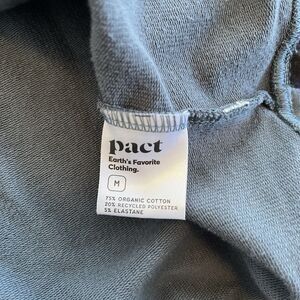 pact
Earth's Favorite
Clothing.
M
75% ORGANIC COTTON
20% RECYCLED POLYESTER
5% ELASTANE